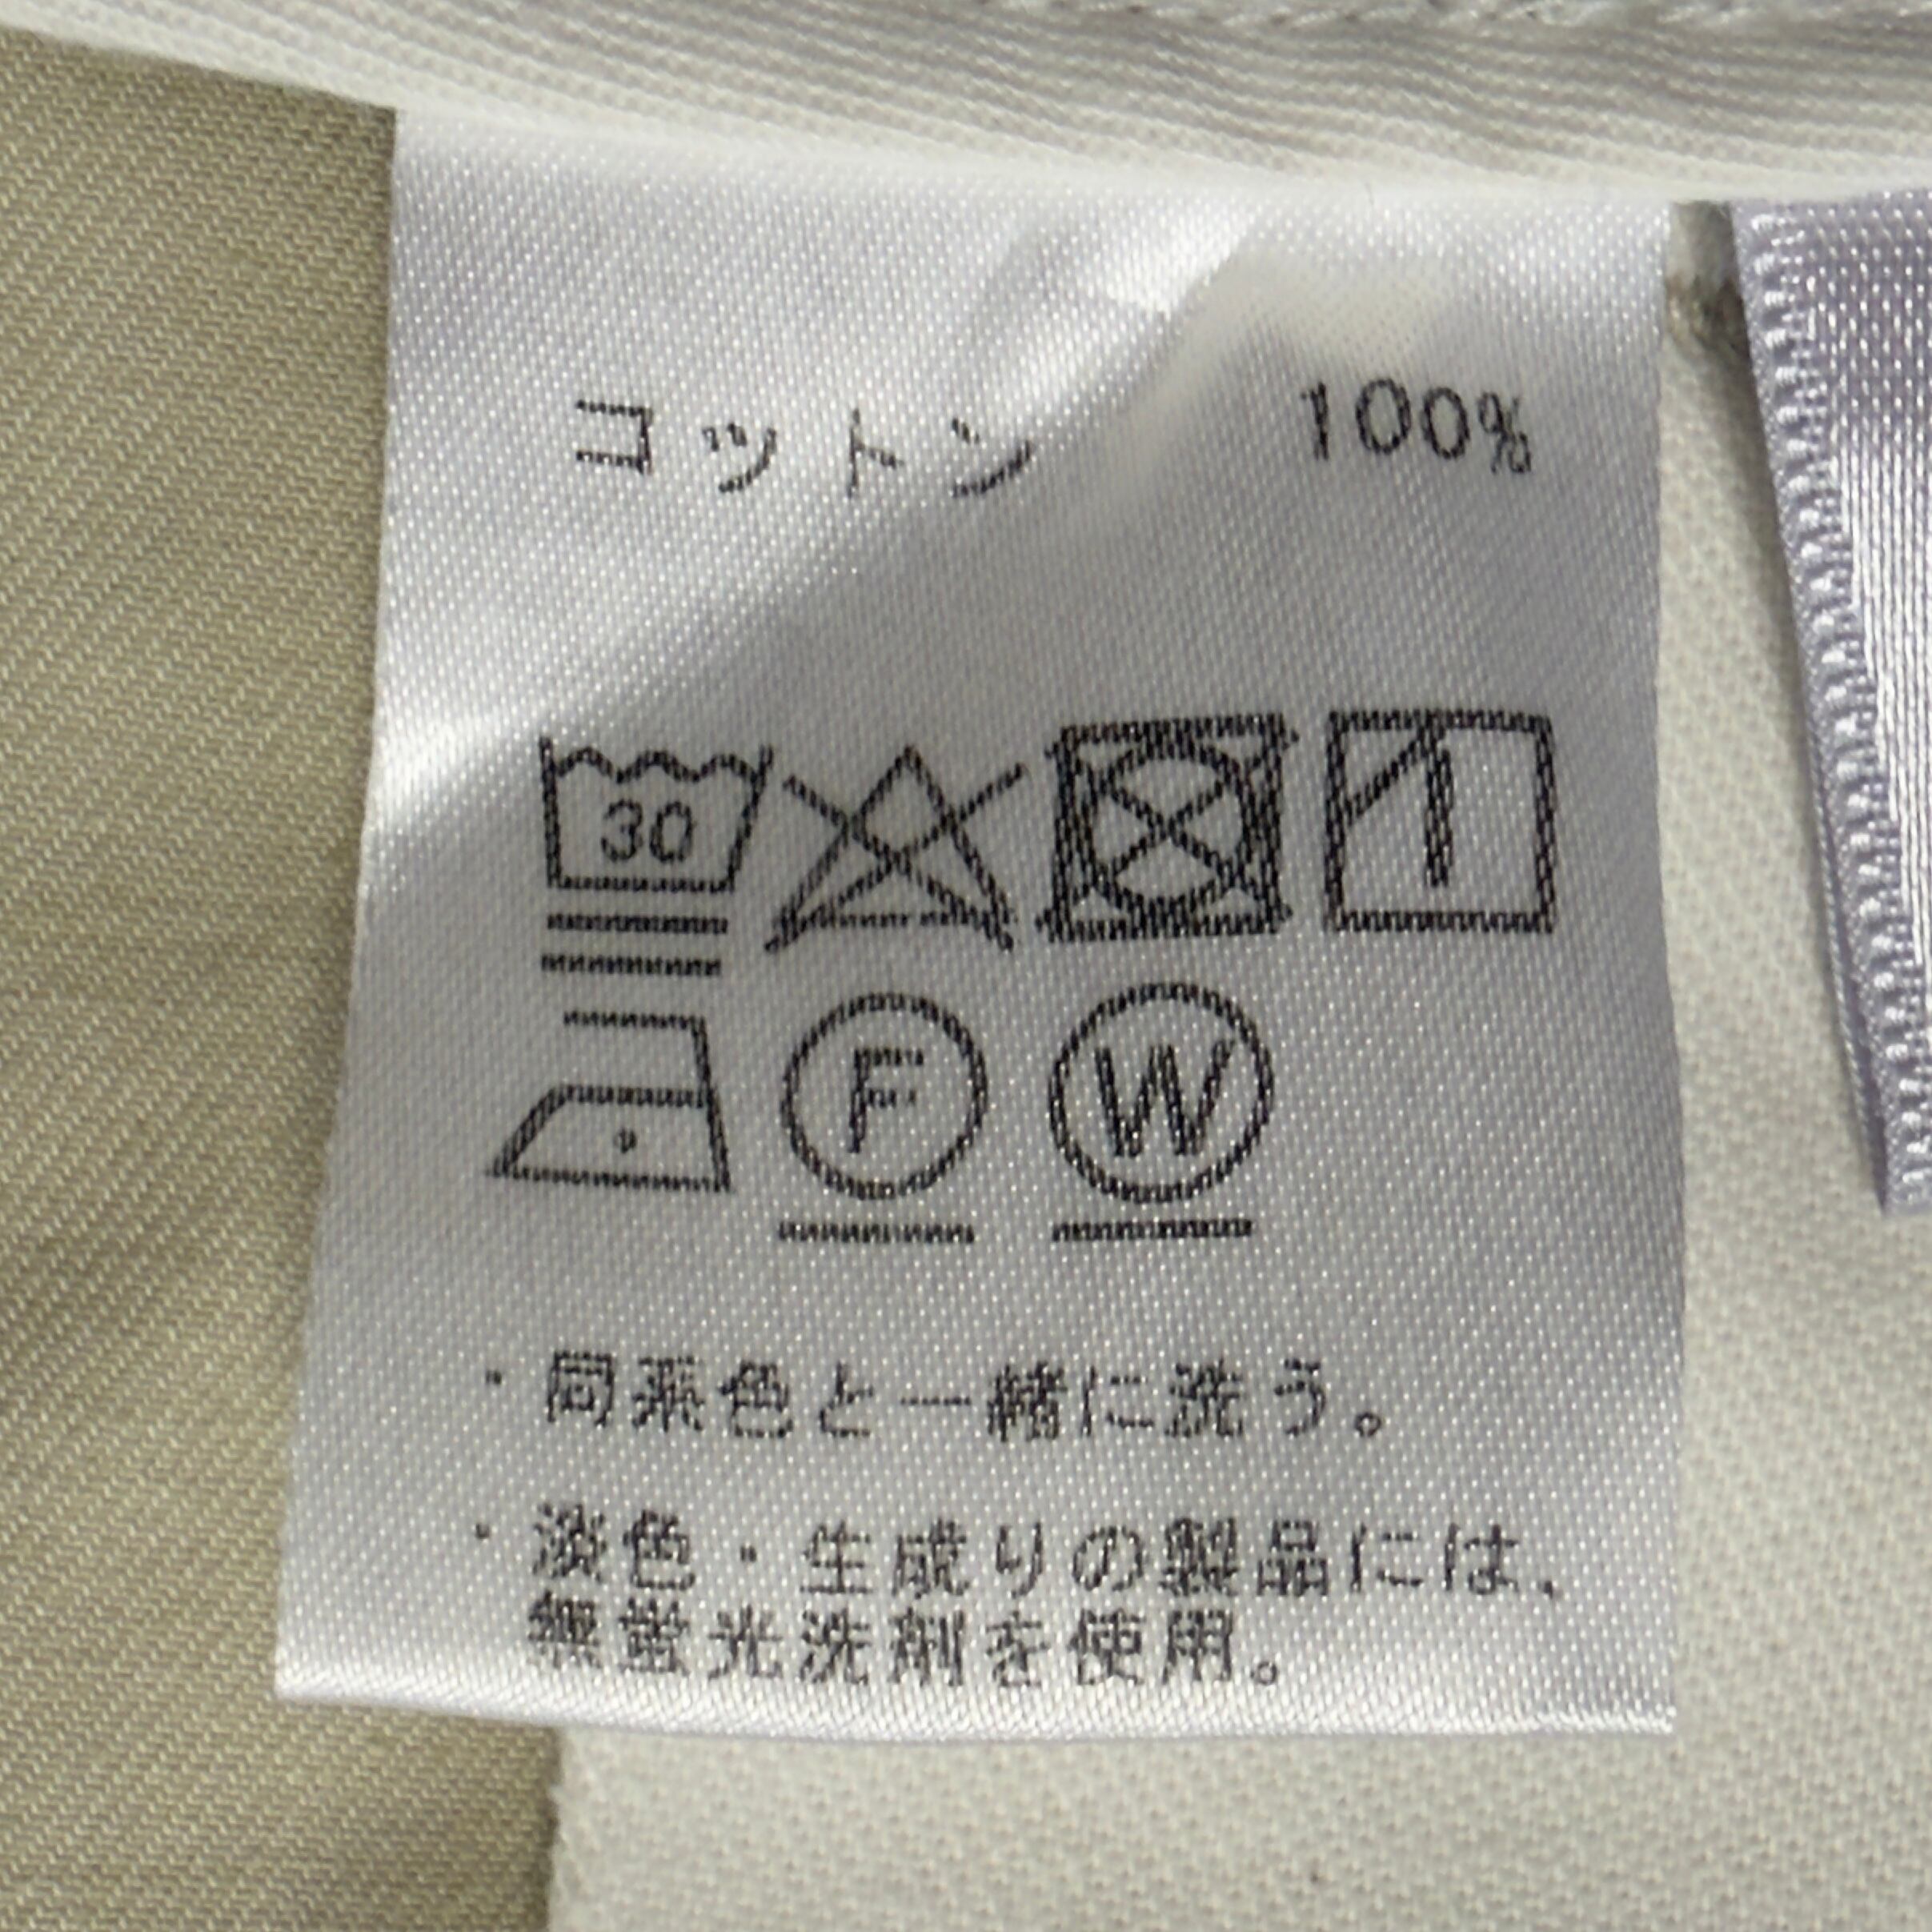 コットン 100%
30
F W
・同系色と一緒に洗う。
・淡色・生成りの製品には、
無蛍光洗剤を使用。